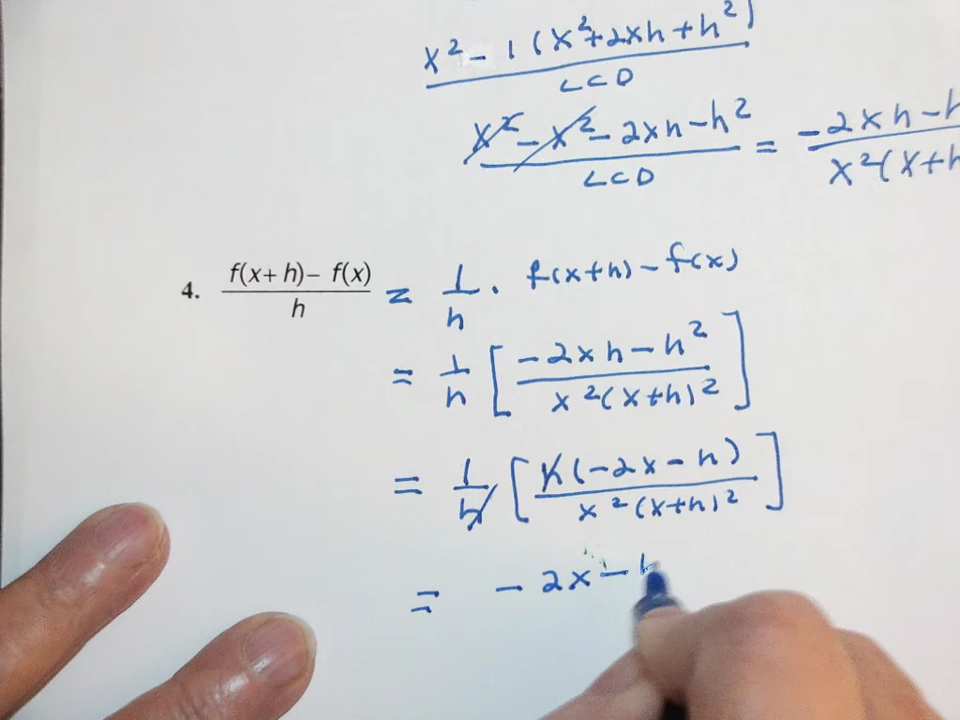 x² - 1(x²+2xh+h²)
LCD
x² - x² - 2xh - h² = -2xh - h
LCD x²(x+h
4. f(x+h) - f(x) = 1 · f(x+h) - f(x)
h h
= 1 [ -2xh - h² ]
h x²(x+h)²
= 1 [ h(-2x - h) ]
h x²(x+h)²
= -2x - h